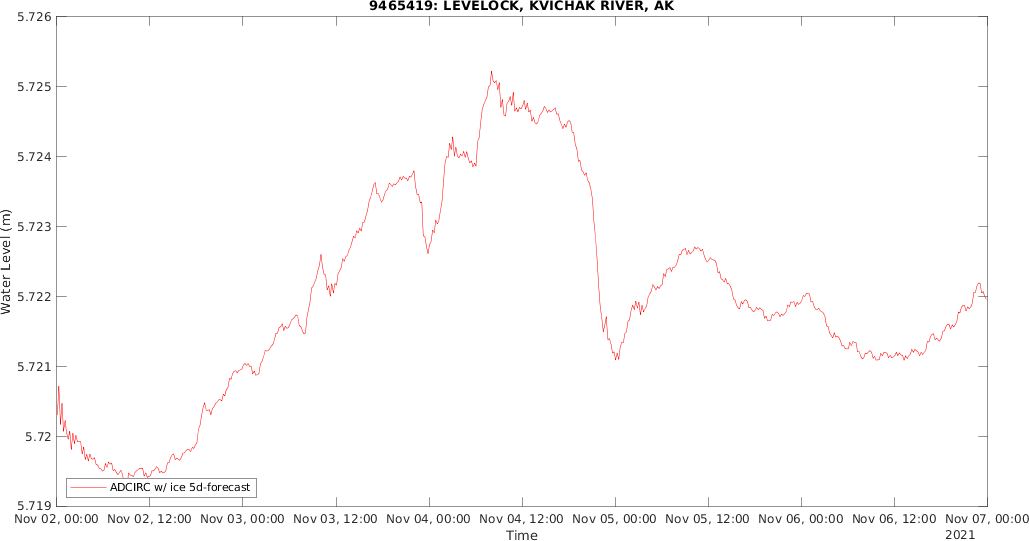 9465419: LEVELOCK, KVICHAK RIVER, AK
5.726
5.725
5.724
5.723
5.722
5.721
5.72
5.719
Water Level (m)
ADCIRC w/ ice 5d-forecast
Nov 02, 00:00 Nov 02, 12:00 Nov 03, 00:00 Nov 03, 12:00 Nov 04, 00:00 Nov 04, 12:00 Nov 05, 00:00 Nov 05, 12:00 Nov 06, 00:00 Nov 06, 12:00 Nov 07, 00:00
2021
Time